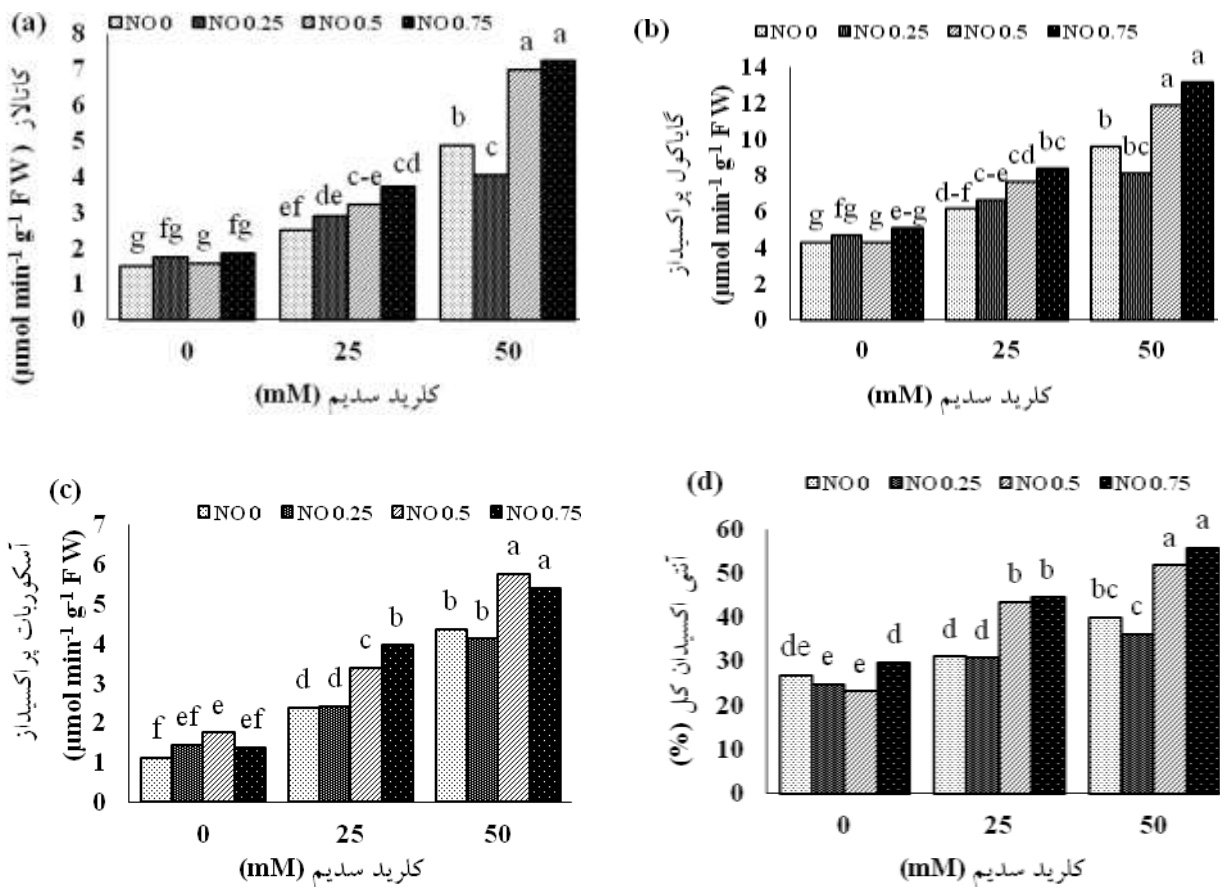 (a)
NO 0 NO 0.25 NO 0.5 NO 0.75
کاتالاز (µmol min-1 g-1 F W)
8
7
6
5
4
3
2
1
0
g fg g fg
ef de c-e cd
b c a a
0 25 50
کلرید سدیم (mM)
(b)
NO 0 NO 0.25 NO 0.5 NO 0.75
گایاکول پراکسیداز
(µmol min-1 g-1 F W)
14
12
10
8
6
4
2
0
g fg g e-g
d-f c-e cd bc
b bc a a
0 25 50
کلرید سدیم (mM)
(c)
NO 0 NO 0.25 NO 0.5 NO 0.75
آسکوربات پراکسیداز
(µmol min-1 g-1 F W)
7
6
5
4
3
2
1
0
f ef e ef
d d c b
b b a a
0 25 50
کلرید سدیم (mM)
(d)
NO 0 NO 0.25 NO 0.5 NO 0.75
آنتی اکسیدان کل (%)
60
50
40
30
20
10
0
de e e d
d d b b
bc c a a
0 25 50
کلرید سدیم (mM)